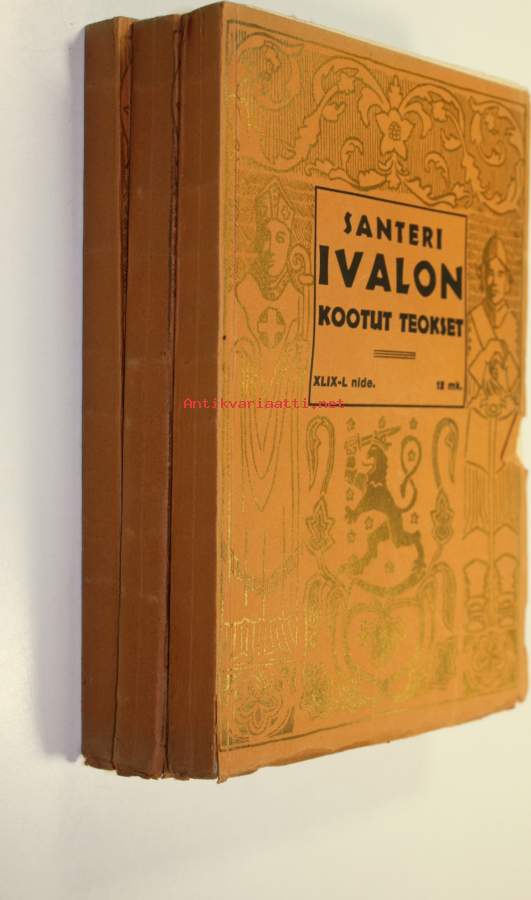 SANTERI
IVALON
KOOTUT TEOKSET
XLIX-L nide. 12 mk.
Antikvariaatti.net